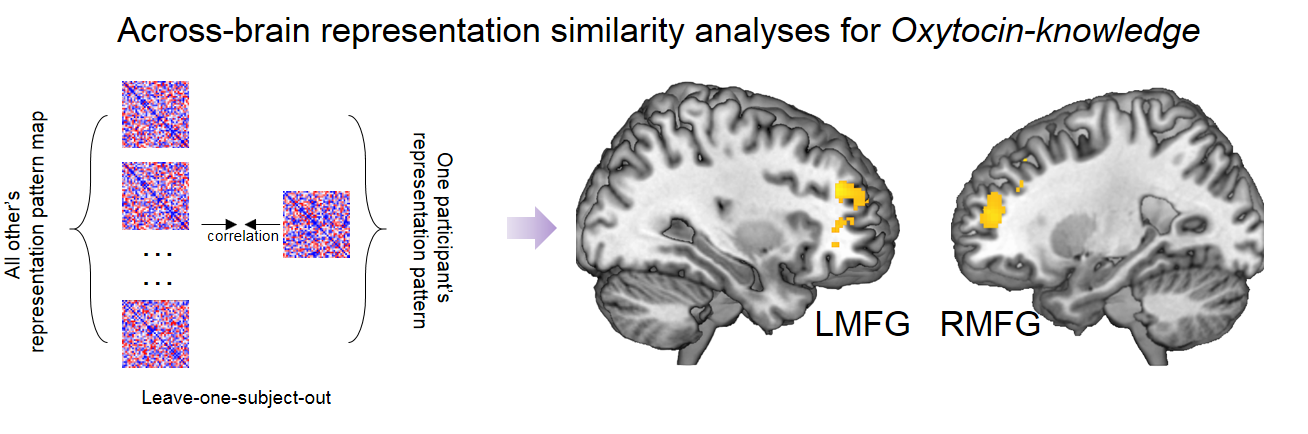 Across-brain representation similarity analyses for Oxytocin-knowledge
All other's
representation pattern map
correlation
...
...
Leave-one-subject-out
One participant's
representation pattern
LMFG
RMFG